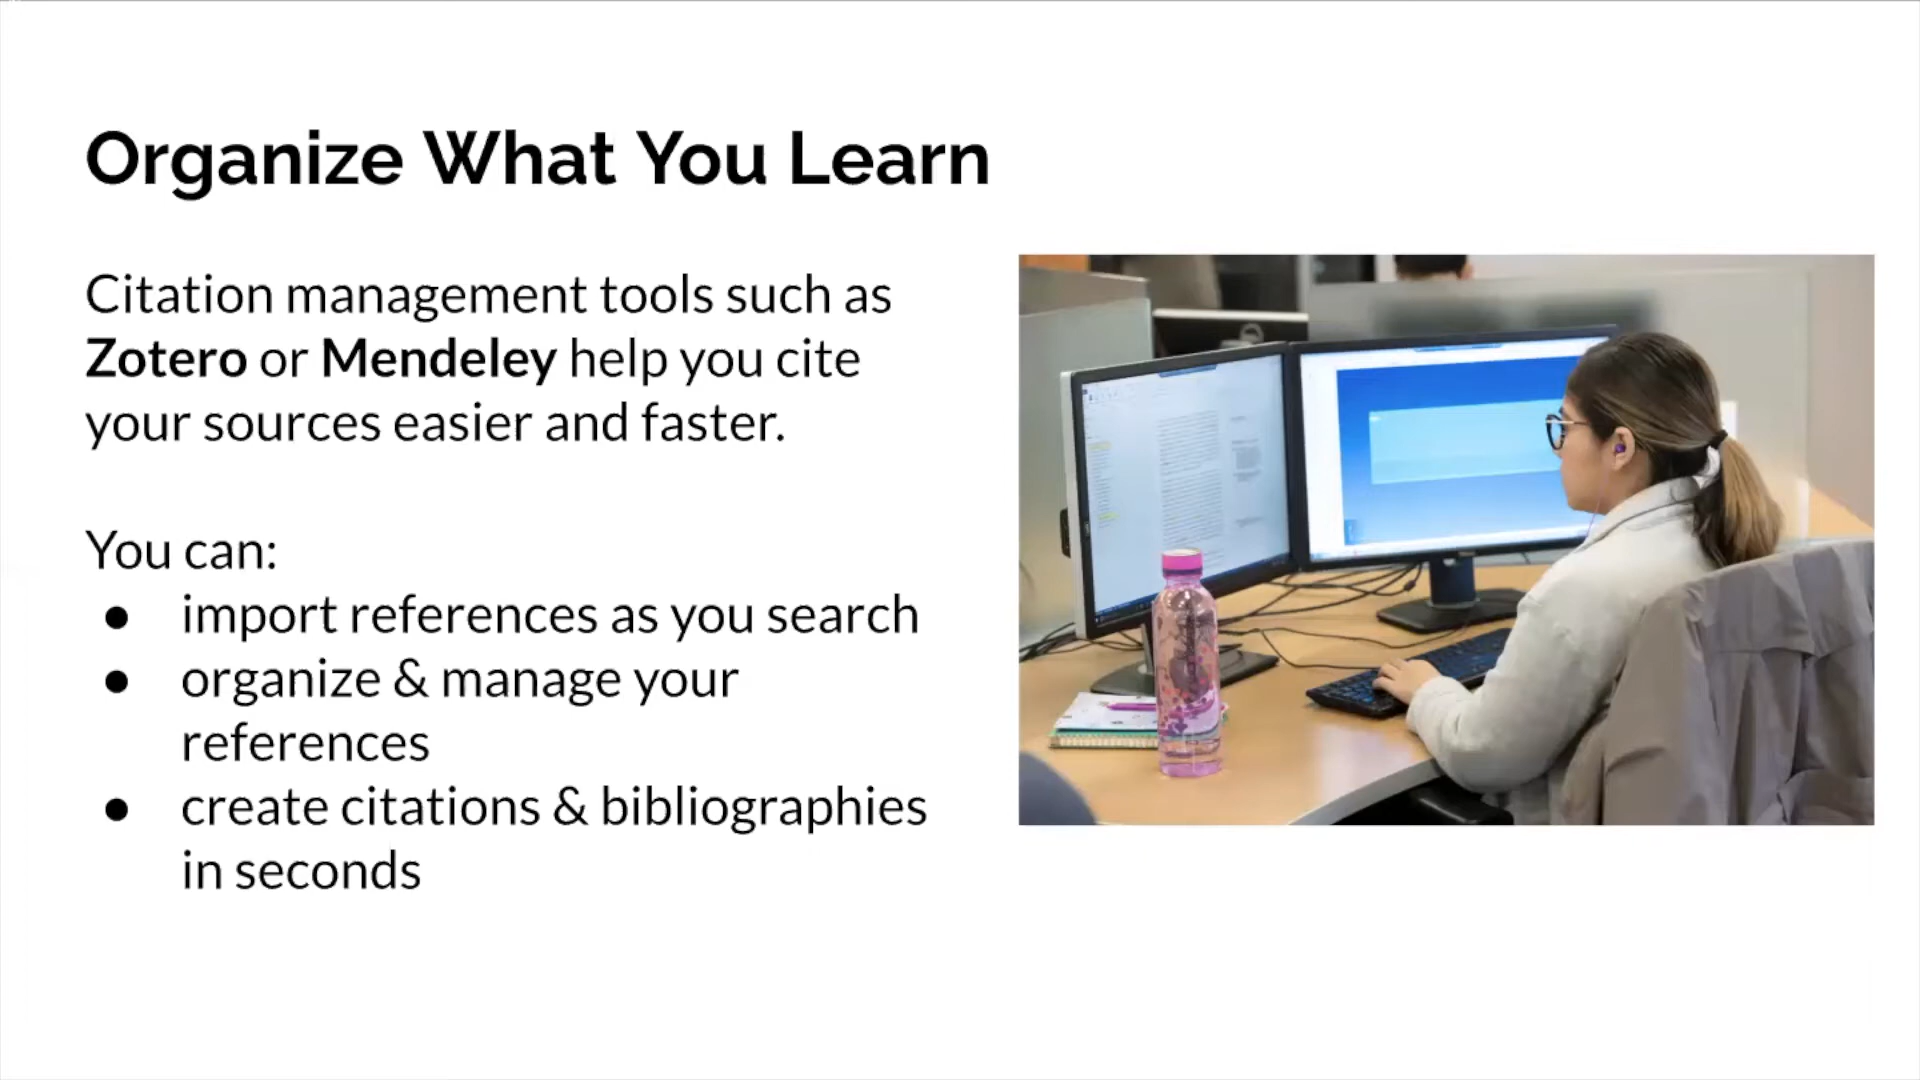 Organize What You Learn
Citation management tools such as
Zotero or Mendeley help you cite
your sources easier and faster.
You can:
● import references as you search
● organize & manage your
references
● create citations & bibliographies
in seconds